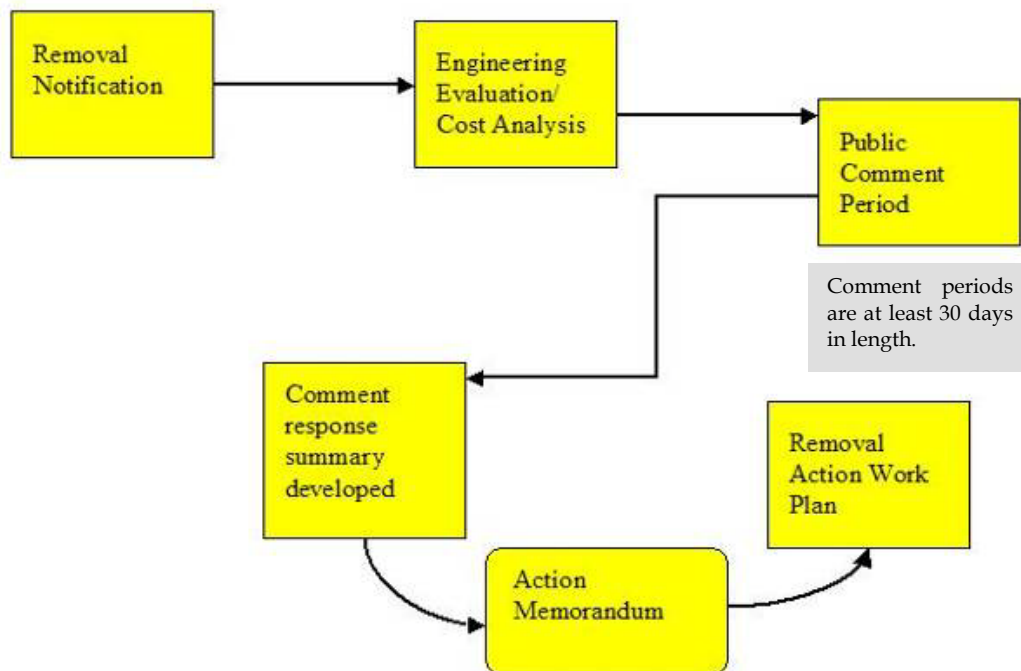 Removal
Notification
Engineering
Evaluation/
Cost Analysis
Public
Comment
Period
Comment periods
are at least 30 days
in length.
Comment
response
summary
developed
Action
Memorandum
Removal
Action Work
Plan